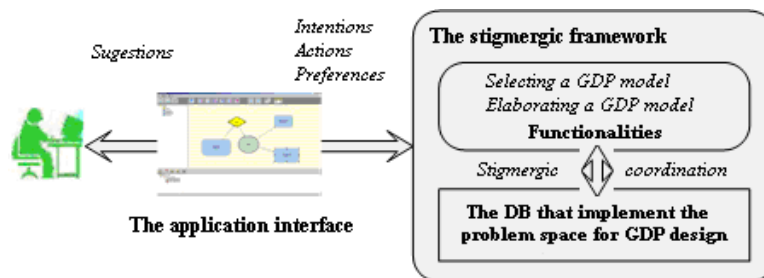 Sugestions
Intentions
Actions
Preferences
The application interface
The stigmergic framework
Selecting a GDP model
Elaborating a GDP model
Functionalities
Stigmergic coordination
The DB that implement the
problem space for GDP design